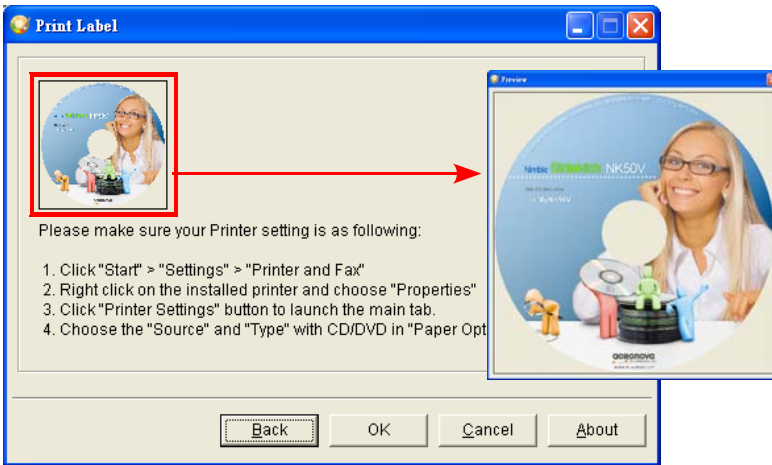 Print Label
Please make sure your Printer setting is as following:
1. Click "Start" > "Settings" > "Printer and Fax"
2. Right click on the installed printer and choose "Properties"
3. Click "Printer Settings" button to launch the main tab.
4. Choose the "Source" and "Type" with CD/DVD in "Paper Opt
Back
OK
Cancel
About
Preview
Nimbie NK50V
acronova